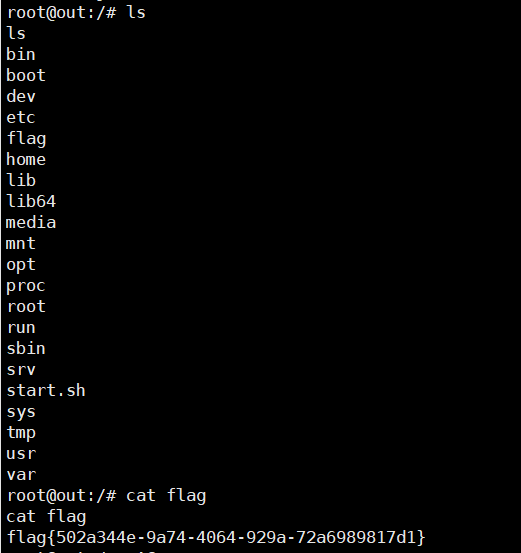 root@out:/# ls
ls
bin
boot
dev
etc
flag
home
lib
lib64
media
mnt
opt
proc
root
run
sbin
srv
start.sh
sys
tmp
usr
var
root@out:/# cat flag
cat flag
flag{502a344e-9a74-4064-929a-72a6989817d1}